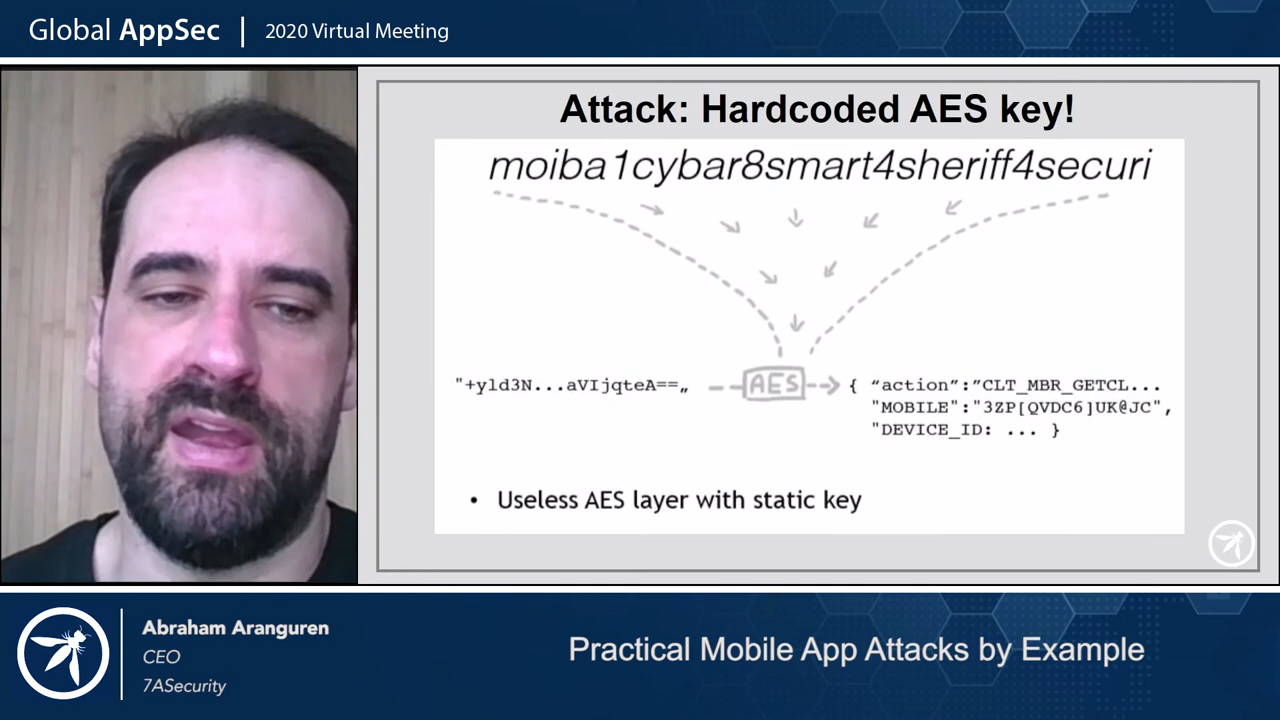 Global AppSec | 2020 Virtual Meeting
Attack: Hardcoded AES key!
moiba1cybar8smart4sheriff4securi
"+yld3N...aVIjqteA==„ AES { “action”:”CLT_MBR_GETCL...
"MOBILE":"3ZP[QVDC6]UK@JC",
"DEVICE_ID: ... }
• Useless AES layer with static key
Abraham Aranguren
CEO
7ASecurity
Practical Mobile App Attacks by Example